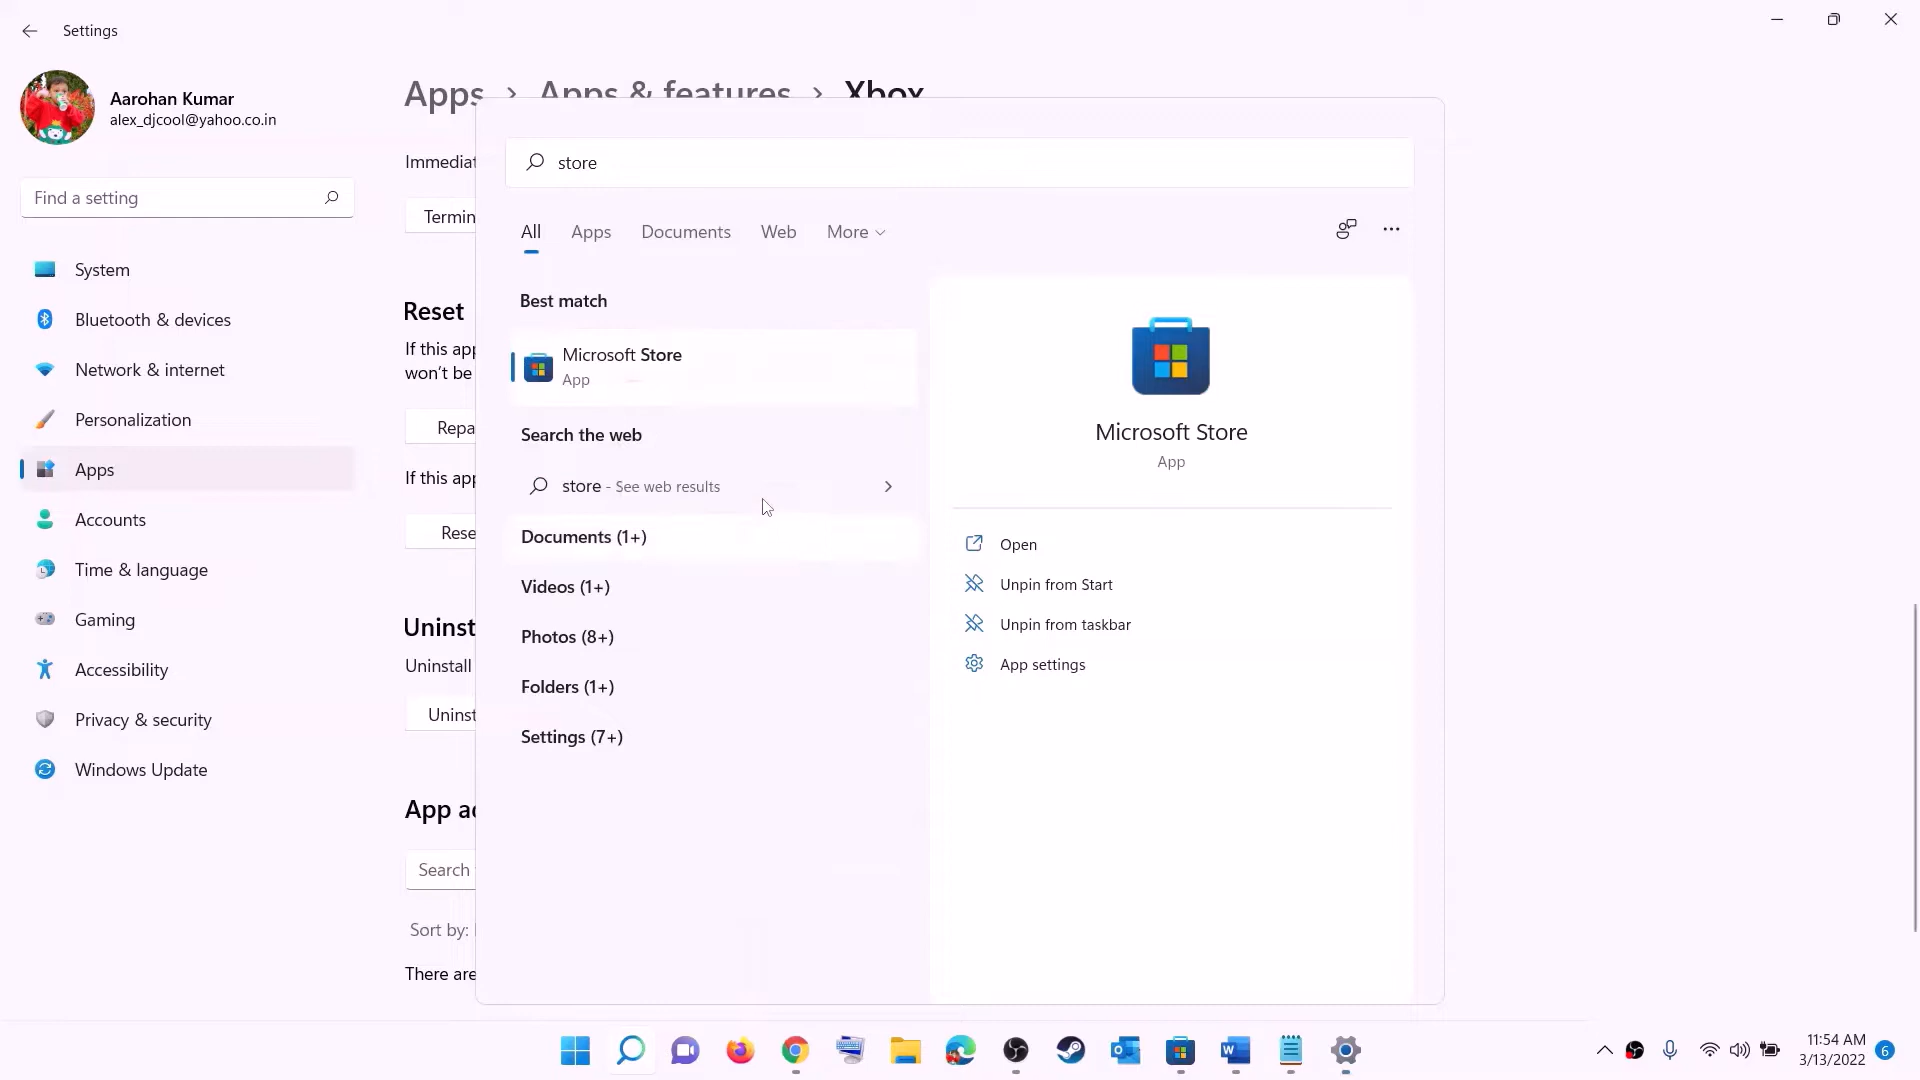 Settings
Aarohan Kumar
alex_djcool@yahoo.co.in
Find a setting
System
Bluetooth & devices
Network & internet
Personalization
Apps
Accounts
Time & language
Gaming
Accessibility
Privacy & security
Windows Update
Apps > Apps & features > Xbox
Immediat
Termin
Reset
If this app
won't be
Repa
If this app
Rese
Uninst
Uninstall
Uninst
App ad
Search
Sort by:
There are
store
All Apps Documents Web More
Best match
Microsoft Store
App
Search the web
store - See web results
Documents (1+)
Videos (1+)
Photos (8+)
Folders (1+)
Settings (7+)
Microsoft Store
App
Open
Unpin from Start
Unpin from taskbar
App settings
11:54 AM
3/13/2022
6